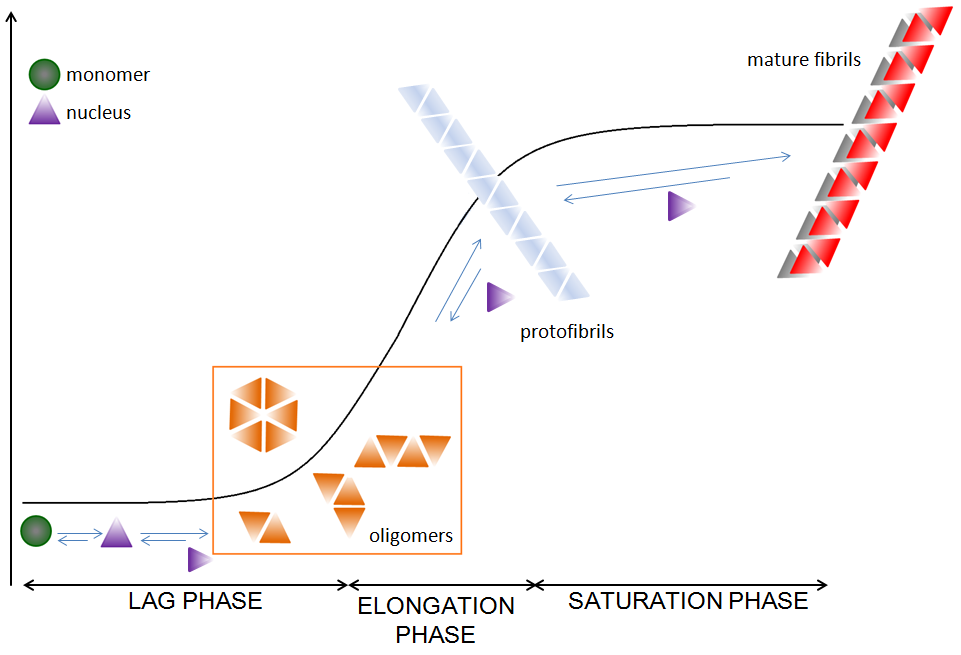 mature fibrils
monomer
nucleus
protofibrils
oligomers
LAG PHASE
ELONGATION
PHASE
SATURATION PHASE